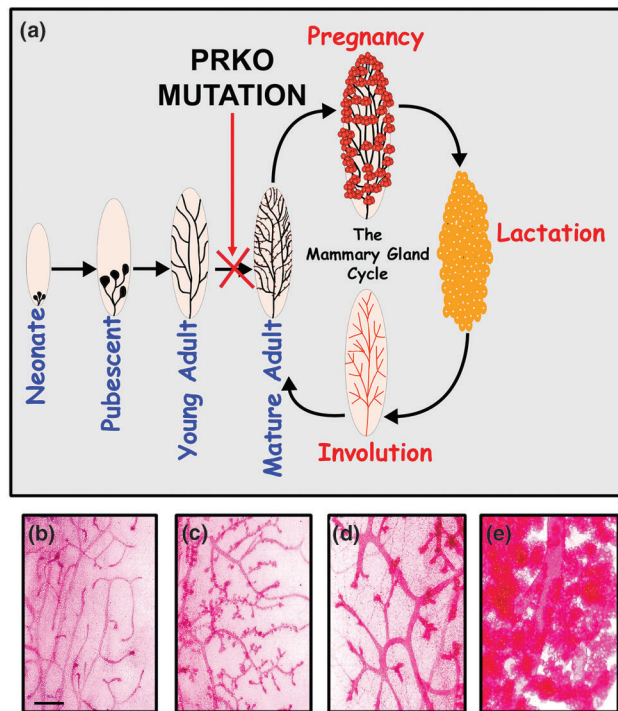 (a)
Pregnancy
PRKO
MUTATION
The
Mammary Gland
Cycle
Lactation
Neonate
Pubescent
Young Adult
Mature Adult
Involution
(b)
(c)
(d)
(e)